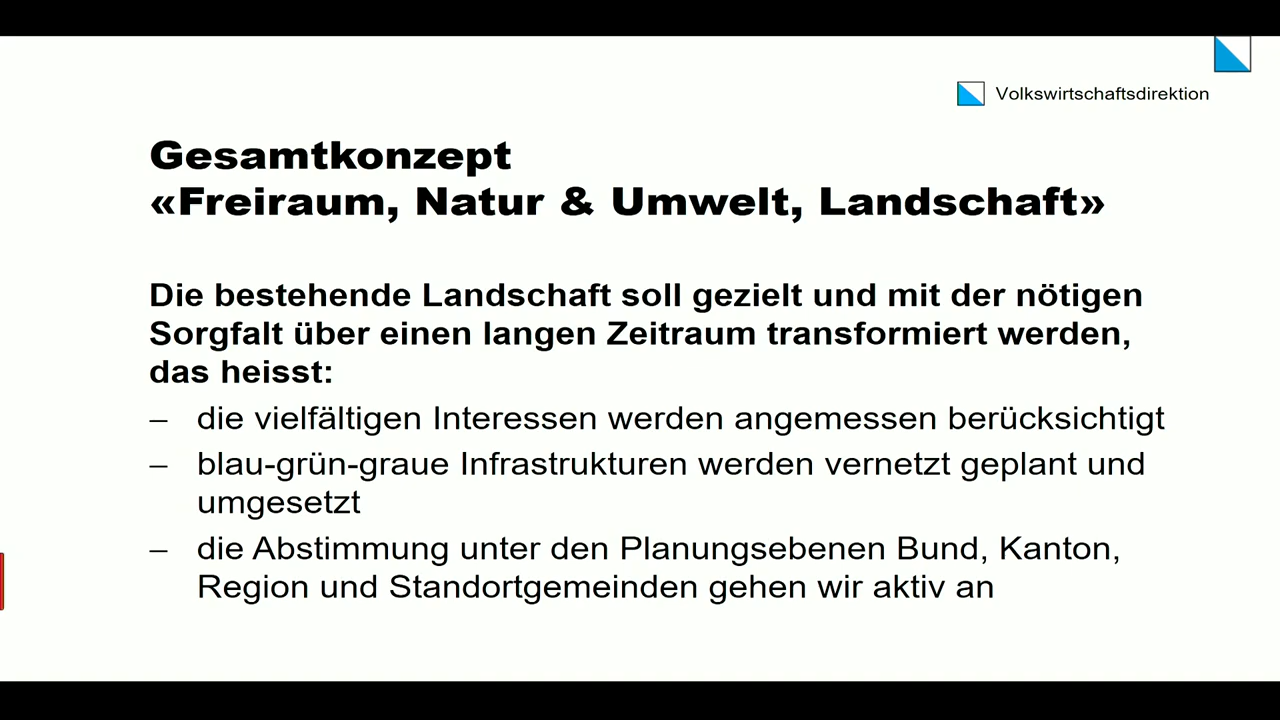 Volkswirtschaftsdirektion
Gesamtkonzept
«Freiraum, Natur & Umwelt, Landschaft»
Die bestehende Landschaft soll gezielt und mit der nötigen
Sorgfalt über einen langen Zeitraum transformiert werden,
das heisst:
– die vielfältigen Interessen werden angemessen berücksichtigt
– blau-grün-graue Infrastrukturen werden vernetzt geplant und
umgesetzt
– die Abstimmung unter den Planungsebenen Bund, Kanton,
Region und Standortgemeinden gehen wir aktiv an